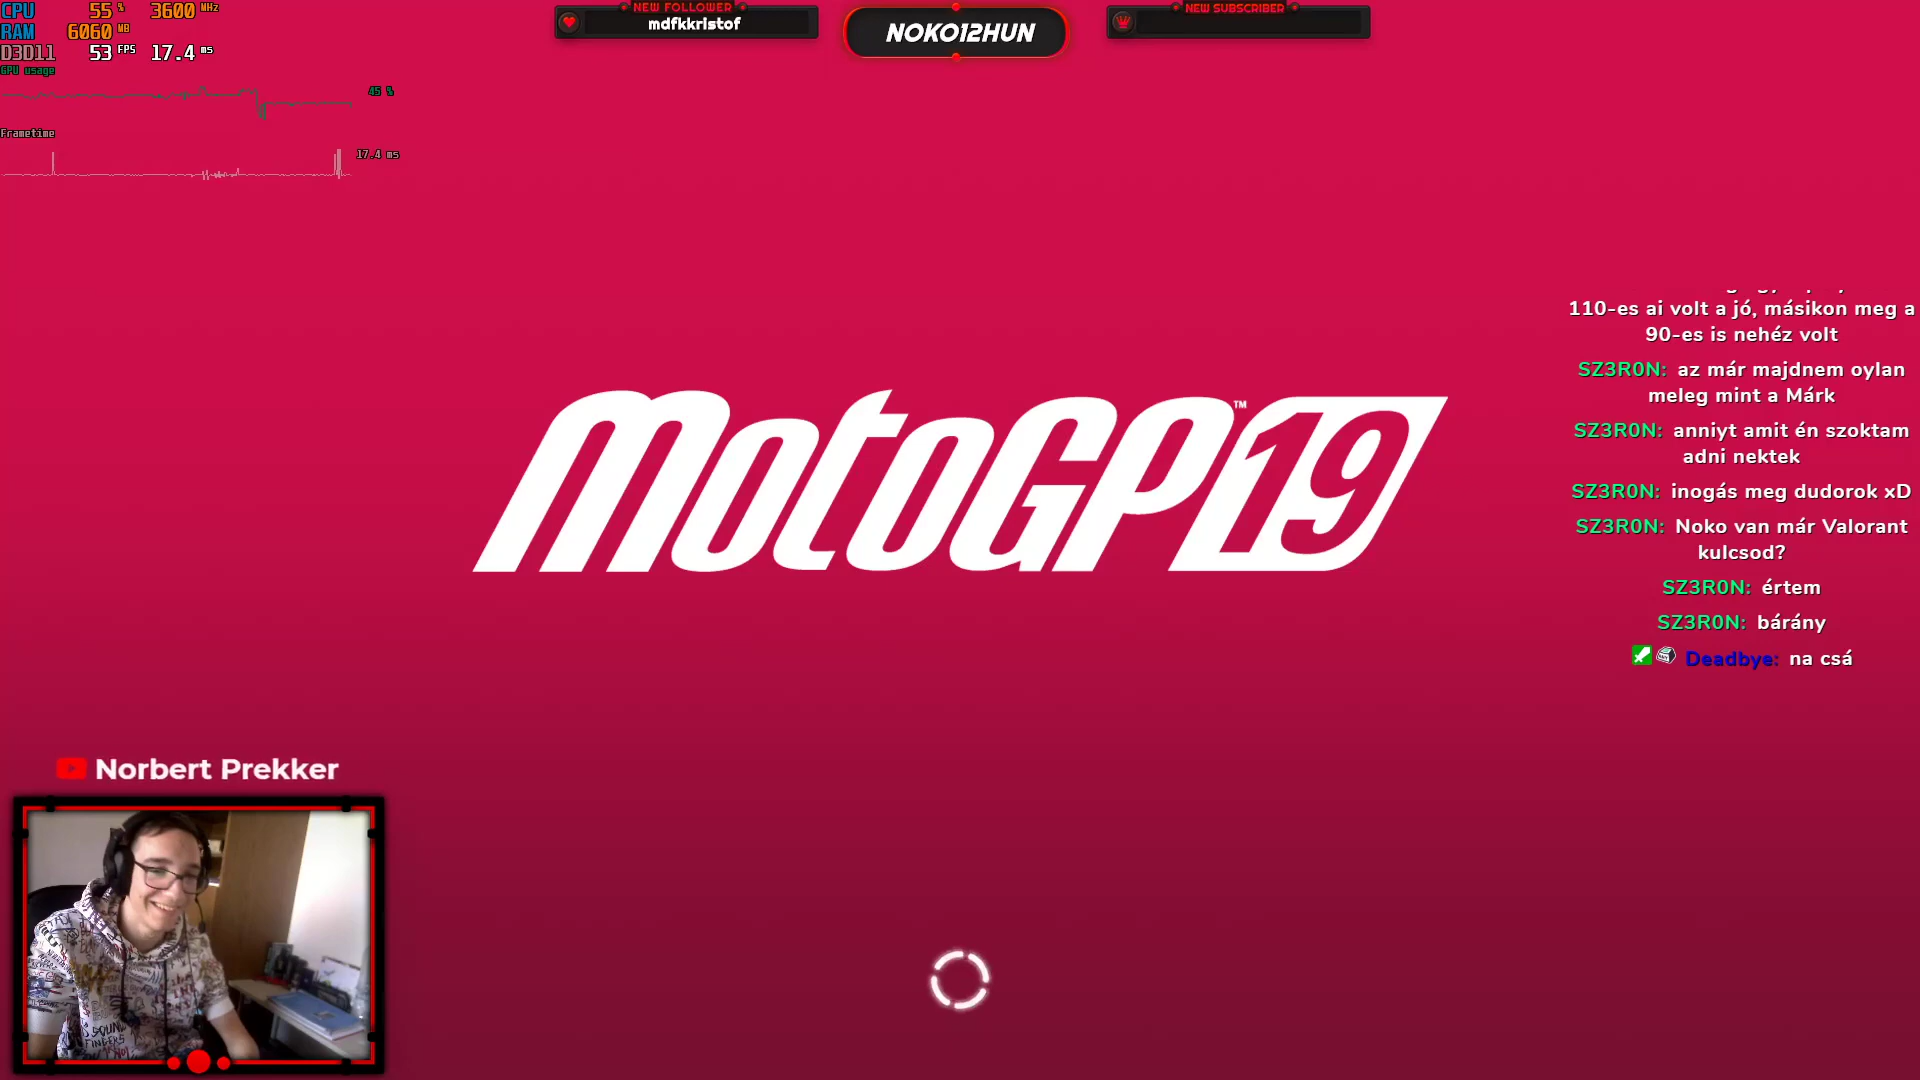 CPU 55 % 3600 MHz
RAM 6060 MB
D3D11 53 FPS 17.4 ms
GPU usage
45 %
Frametime
17.4 ms
NEW FOLLOWER
mdfkkristof
NOKO12HUN
NEW SUBSCRIBER
MotoGP™19
110-es ai volt a jó, másikon meg a
90-es is nehéz volt
SZ3R0N: az már majdnem oylan
meleg mint a Márk
SZ3R0N: anniyt amit én szoktam
adni nektek
SZ3R0N: inogás meg dudorok xD
SZ3R0N: Noko van már Valorant
kulcsod?
SZ3R0N: értem
SZ3R0N: bárány
Deadbye: na csá
Norbert Prekker